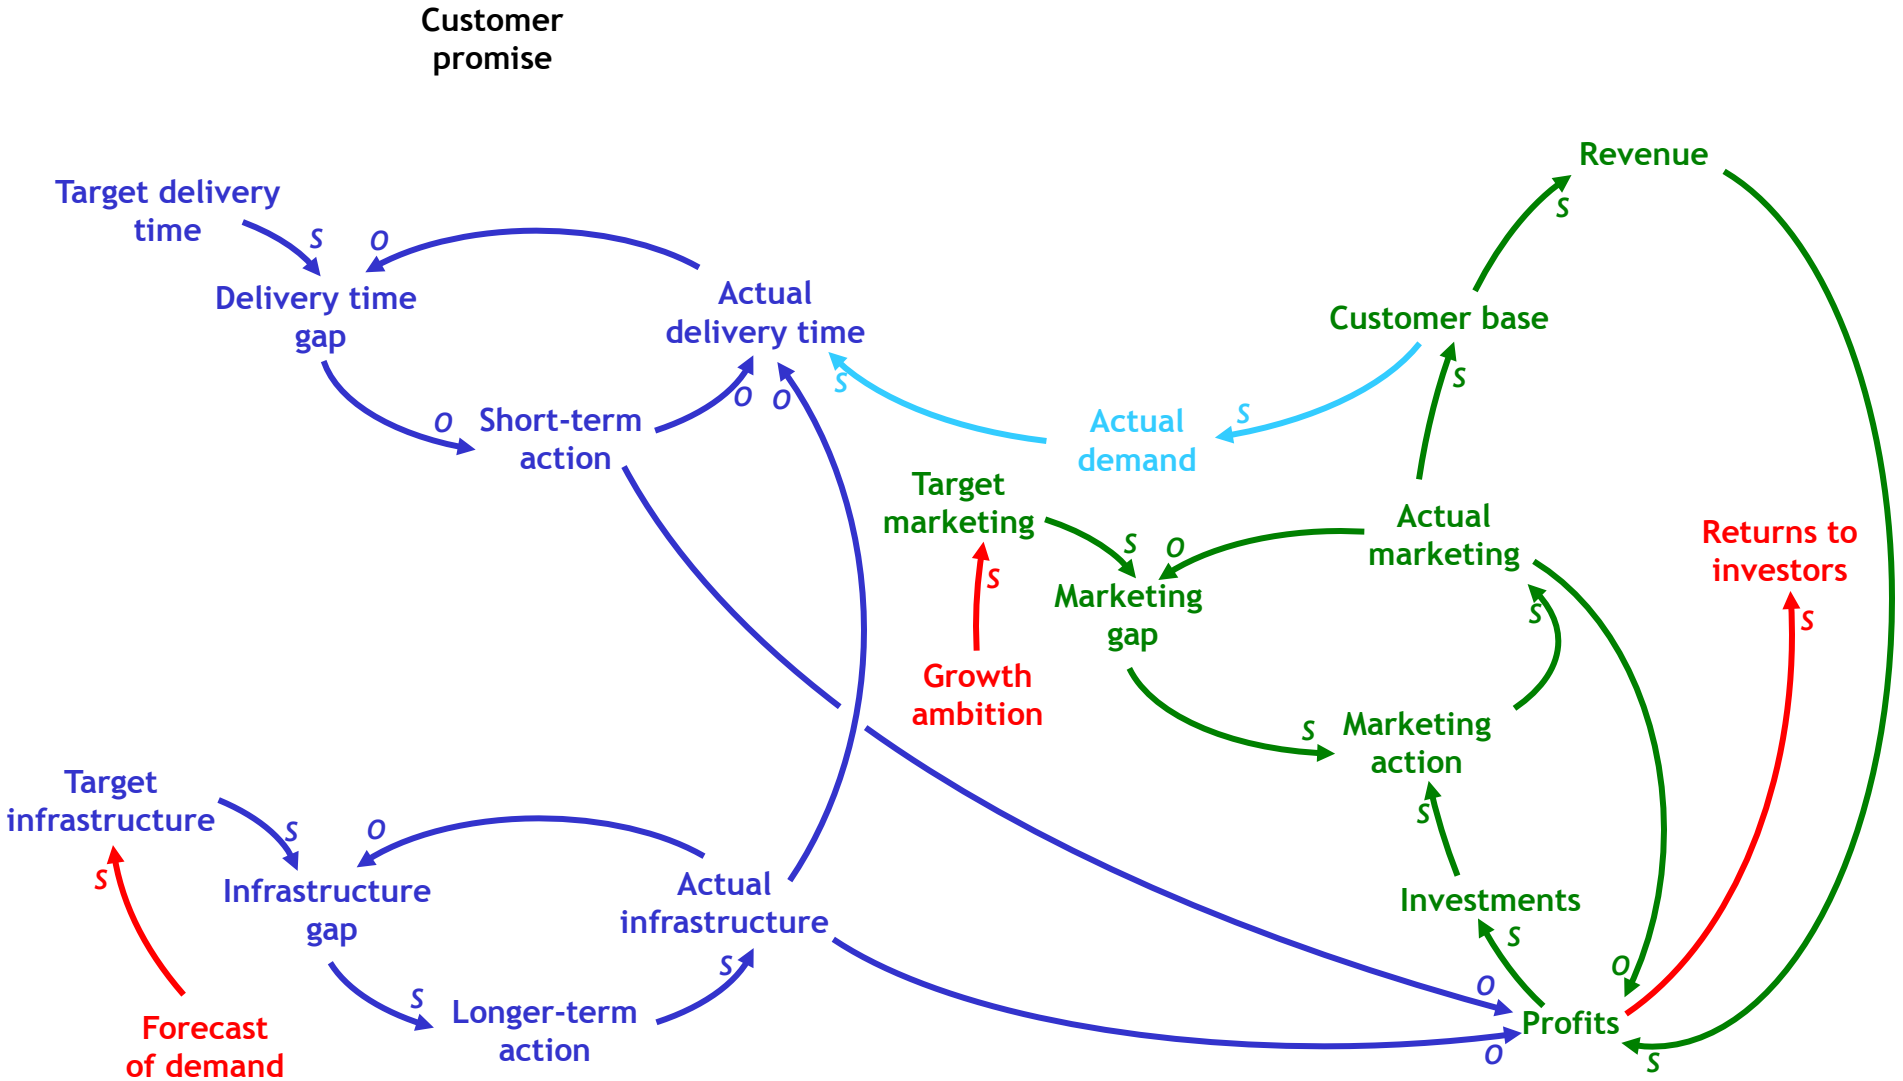 Customer
promise
Revenue
Target delivery
time
S
O
S
Delivery time
gap
Actual
delivery time
Customer base
O
O
S
S
O
Short-term
action
Actual
demand
S
Target
marketing
S
O
Actual
marketing
Returns to
investors
S
Marketing
gap
S
S
Growth
ambition
S
Marketing
action
Target
infrastructure
S
O
S
S
Infrastructure
gap
Actual
infrastructure
Investments
S
S
O
S
Longer-term
action
O
Profits
Forecast
of demand
O
S